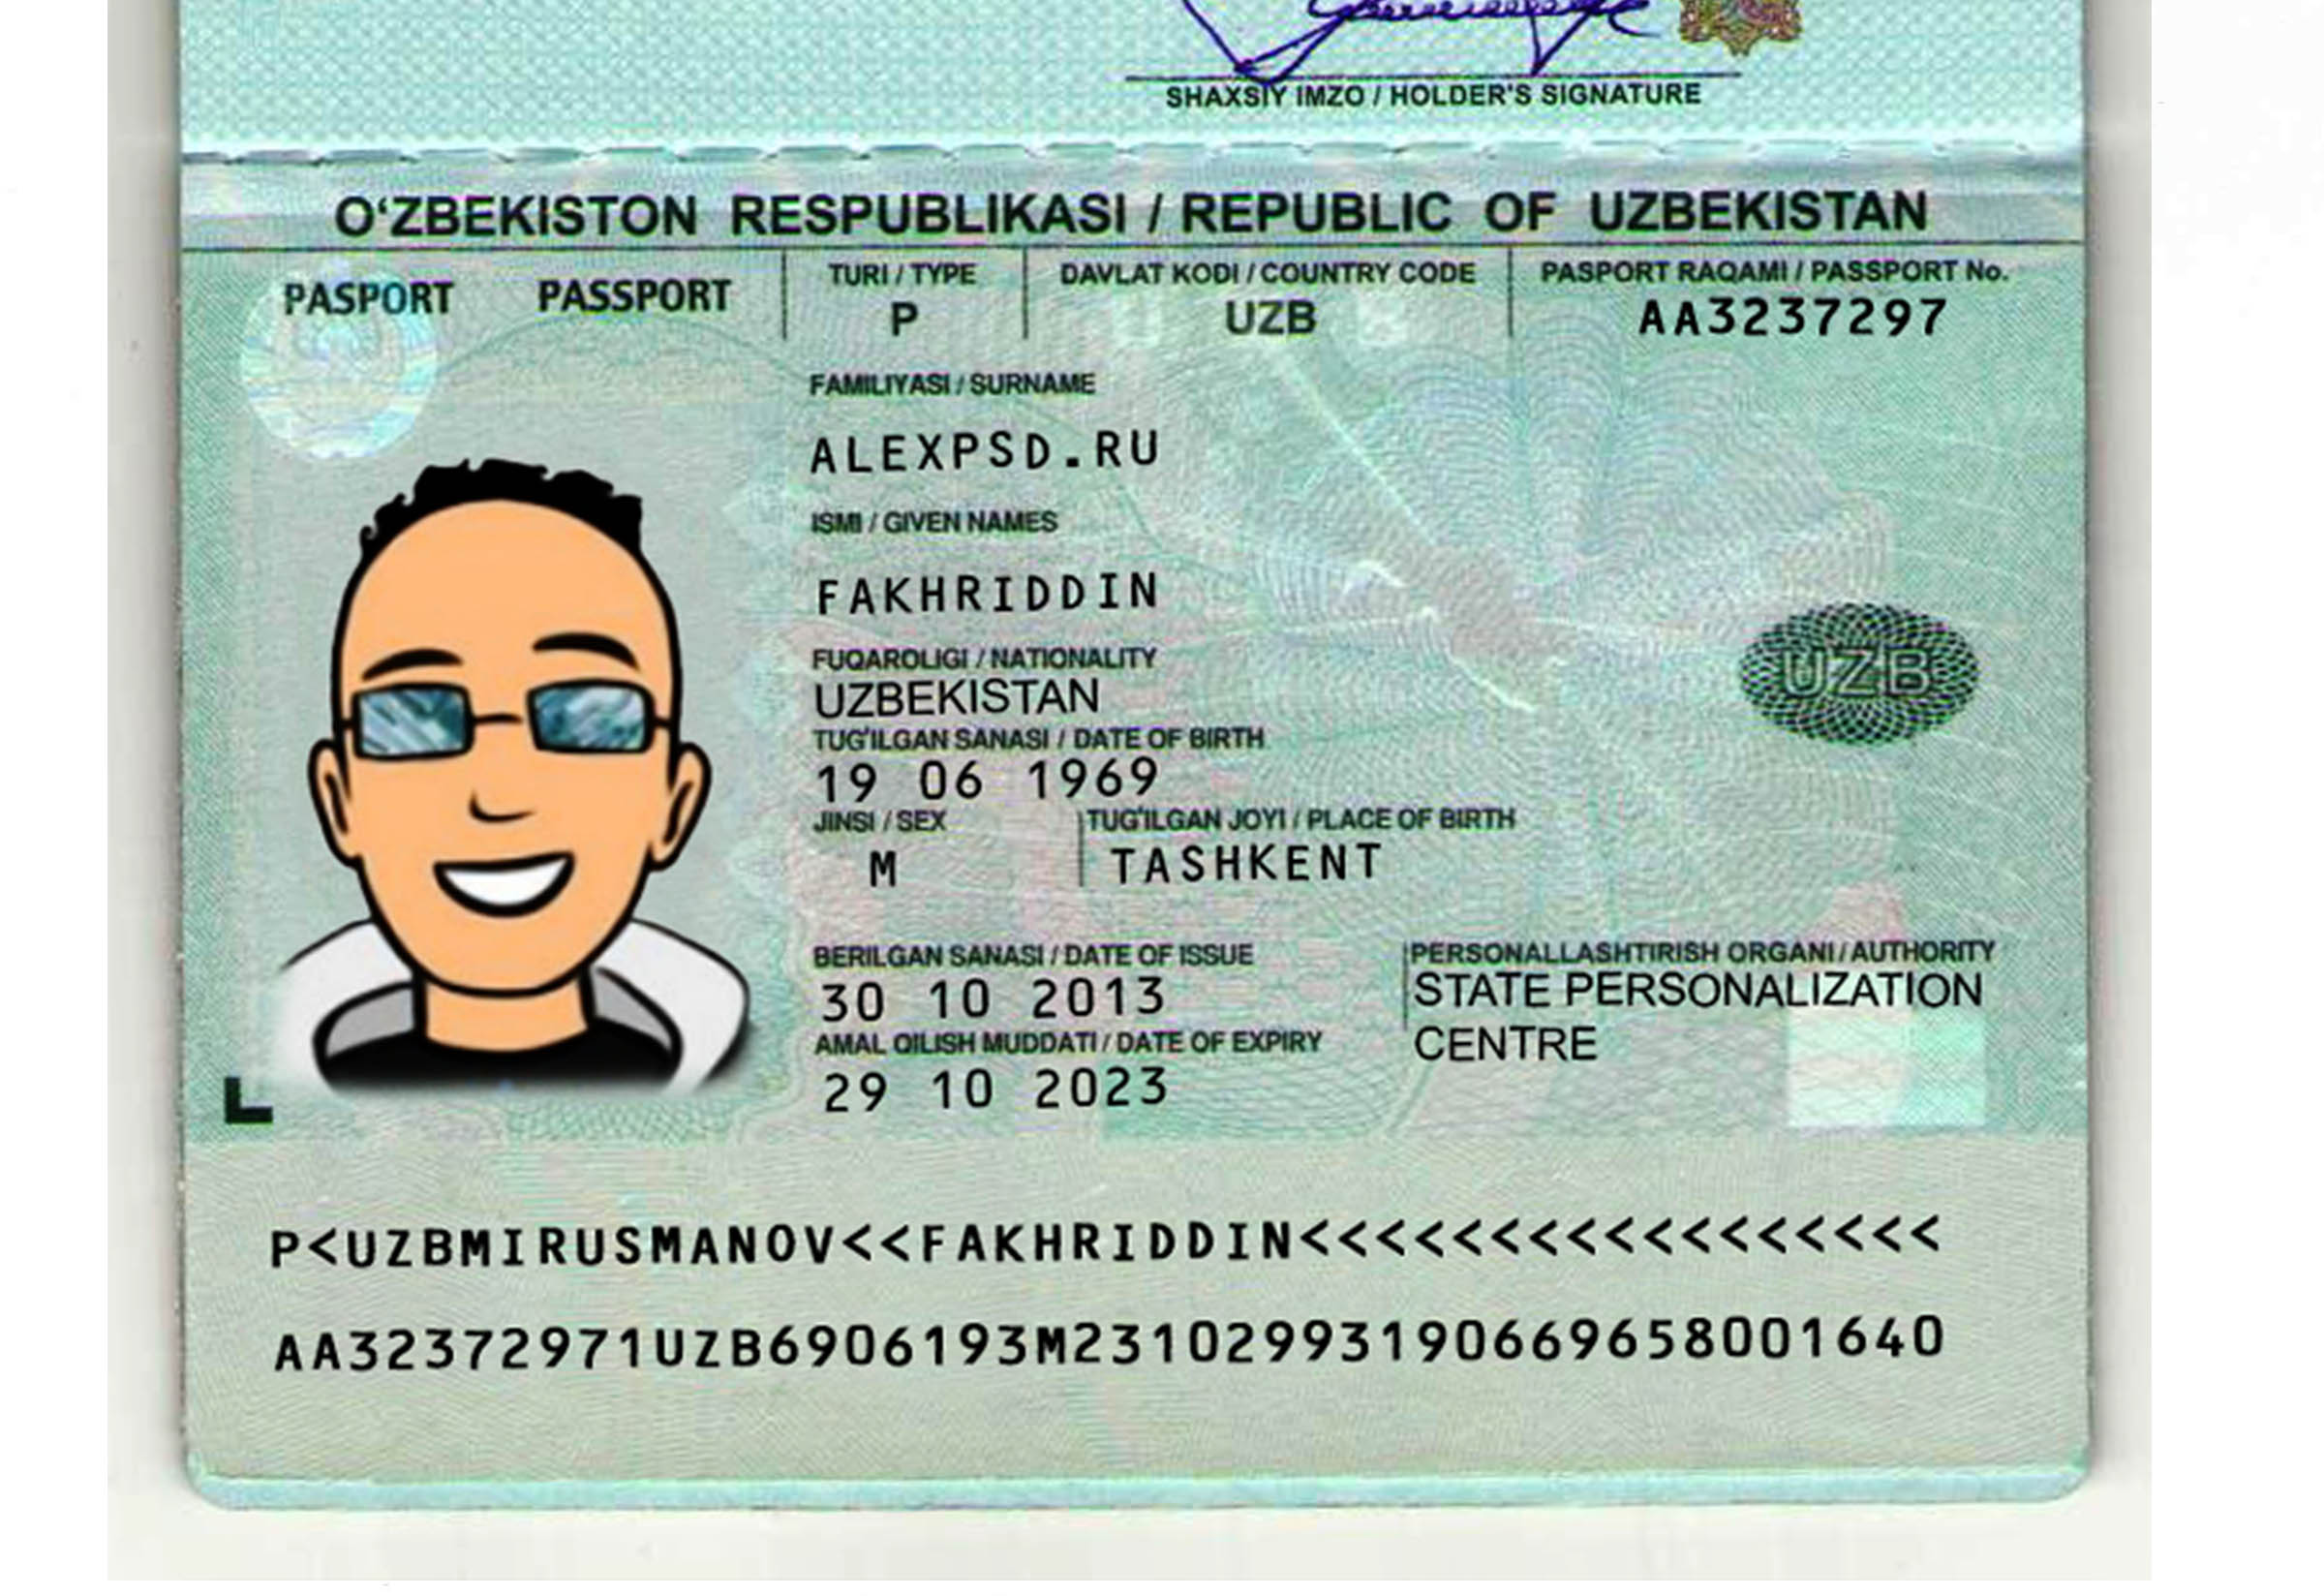 SHAXSIY IMZO / HOLDER'S SIGNATURE
O‘ZBEKISTON RESPUBLIKASI / REPUBLIC OF UZBEKISTAN
PASPORT PASSPORT
TURI / TYPE
P
DAVLAT KODI / COUNTRY CODE
UZB
PASPORT RAQAMI / PASSPORT No.
AA3237297
FAMILIYASI / SURNAME
ALEXPSD.RU
ISMI / GIVEN NAMES
FAKHRIDDIN
FUQAROLIGI / NATIONALITY
UZBEKISTAN
UZB
TUG'ILGAN SANASI / DATE OF BIRTH
19 06 1969
JINSI / SEX
M
TUG'ILGAN JOYI / PLACE OF BIRTH
TASHKENT
BERILGAN SANASI / DATE OF ISSUE
30 10 2013
AMAL QILISH MUDDATI / DATE OF EXPIRY
29 10 2023
PERSONALLASHTIRISH ORGANI / AUTHORITY
STATE PERSONALIZATION
CENTRE
P<UZBMIRUSMANOV<<FAKHRIDDIN<<<<<<<<<<<<<<<<<
AA32372971UZB6906193M23102993190669658001640